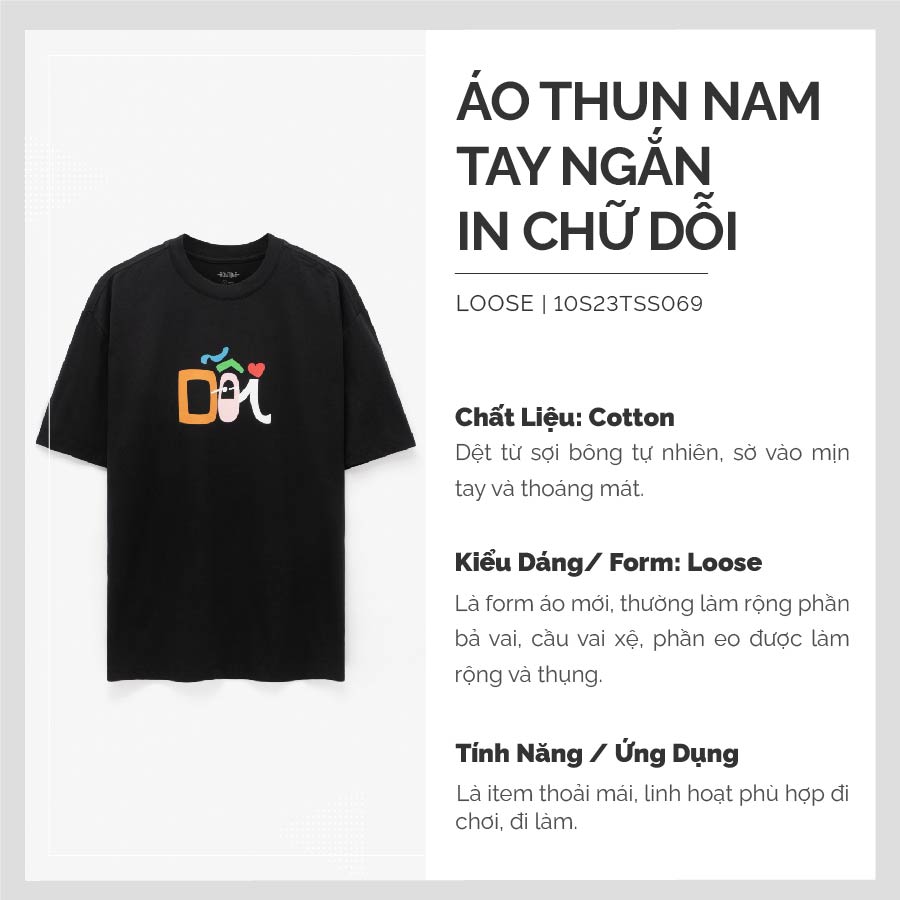 ÁO THUN NAM
TAY NGẮN
IN CHỮ DỖI
LOOSE | 10S23TSS069
Dỗi
Chất Liệu: Cotton
Dệt từ sợi bông tự nhiên, sờ vào mịn
tay và thoáng mát.
Kiểu Dáng/ Form: Loose
Là form áo mới, thường làm rộng phần
bả vai, cầu vai xệ, phần eo được làm
rộng và thụng.
Tính Năng / Ứng Dụng
Là item thoải mái, linh hoạt phù hợp đi
chơi, đi làm.